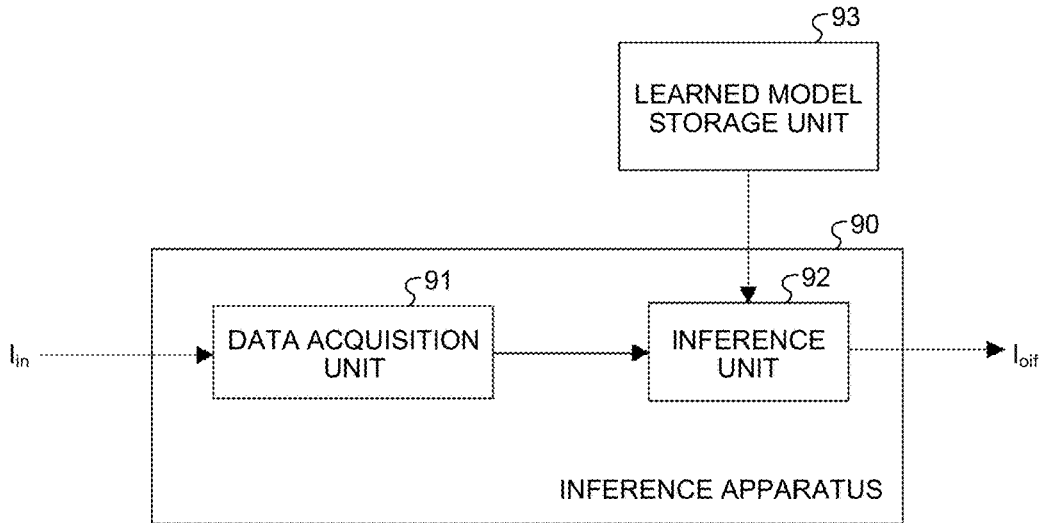 93
LEARNED MODEL
STORAGE UNIT
90
91
92
DATA ACQUISITION
UNIT
INFERENCE
UNIT
Iin
Ioif
INFERENCE APPARATUS